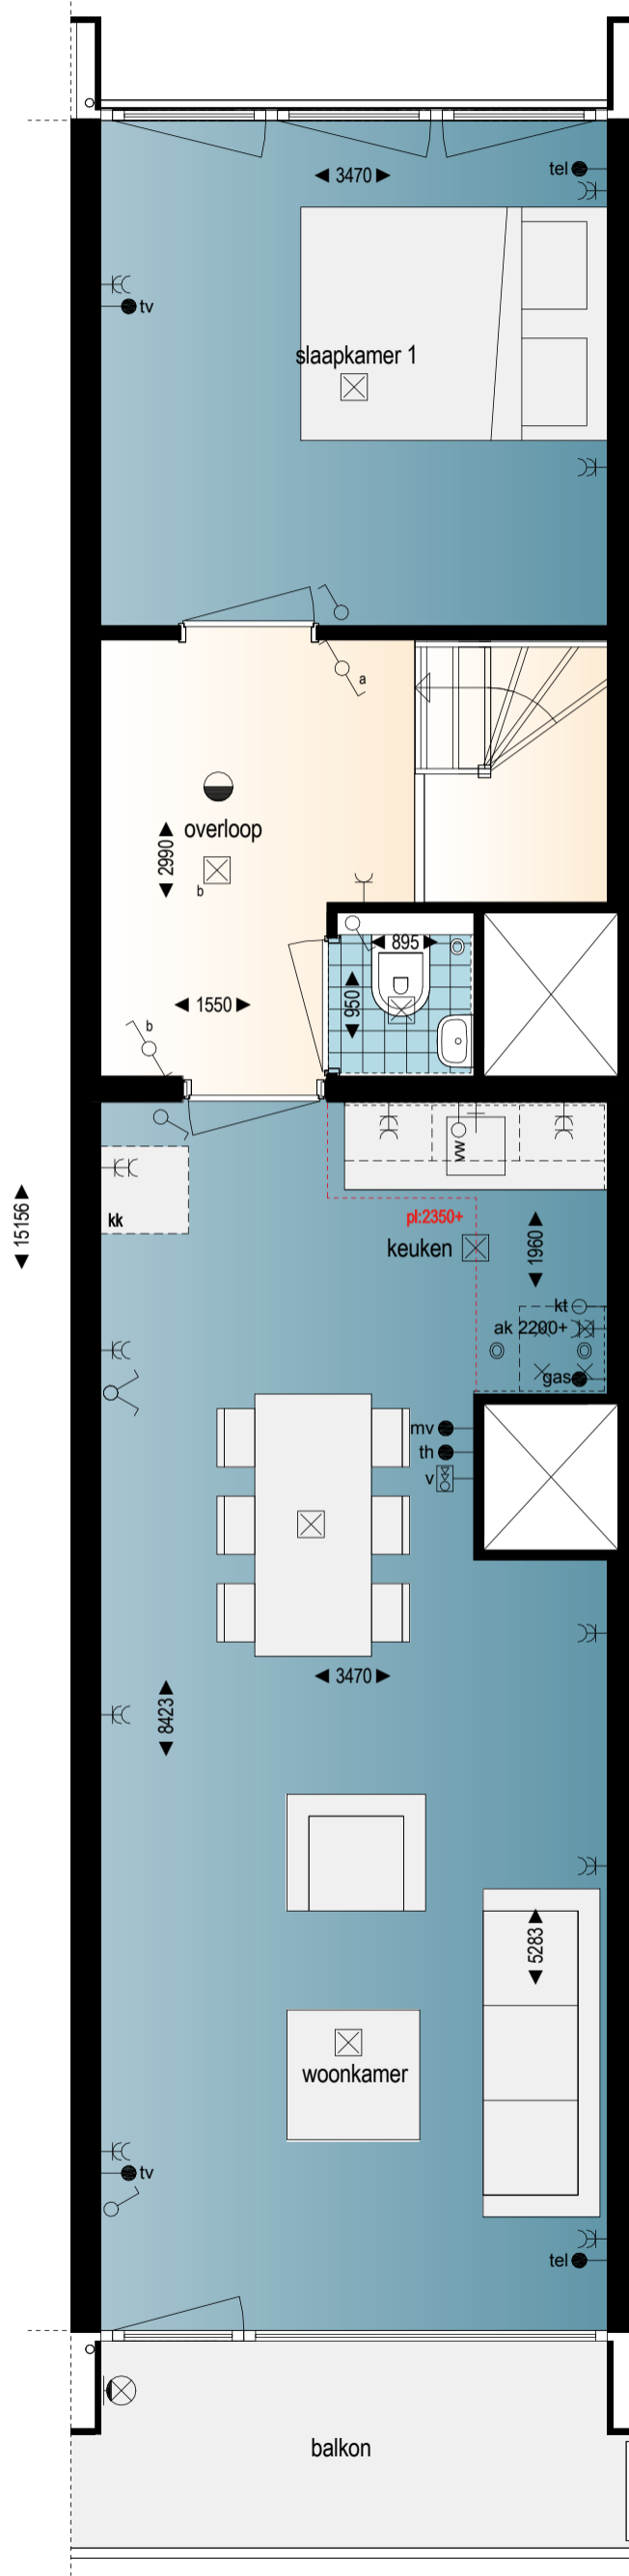 3470
tel
tv
slaapkamer 1
a
overloop
2990
b
895
950
1550
b
vw
15156
kk
pl:2350+
keuken
1960
kt
ak 2200+
gas
mv
th
v
3470
8423
5283
woonkamer
tv
tel
balkon